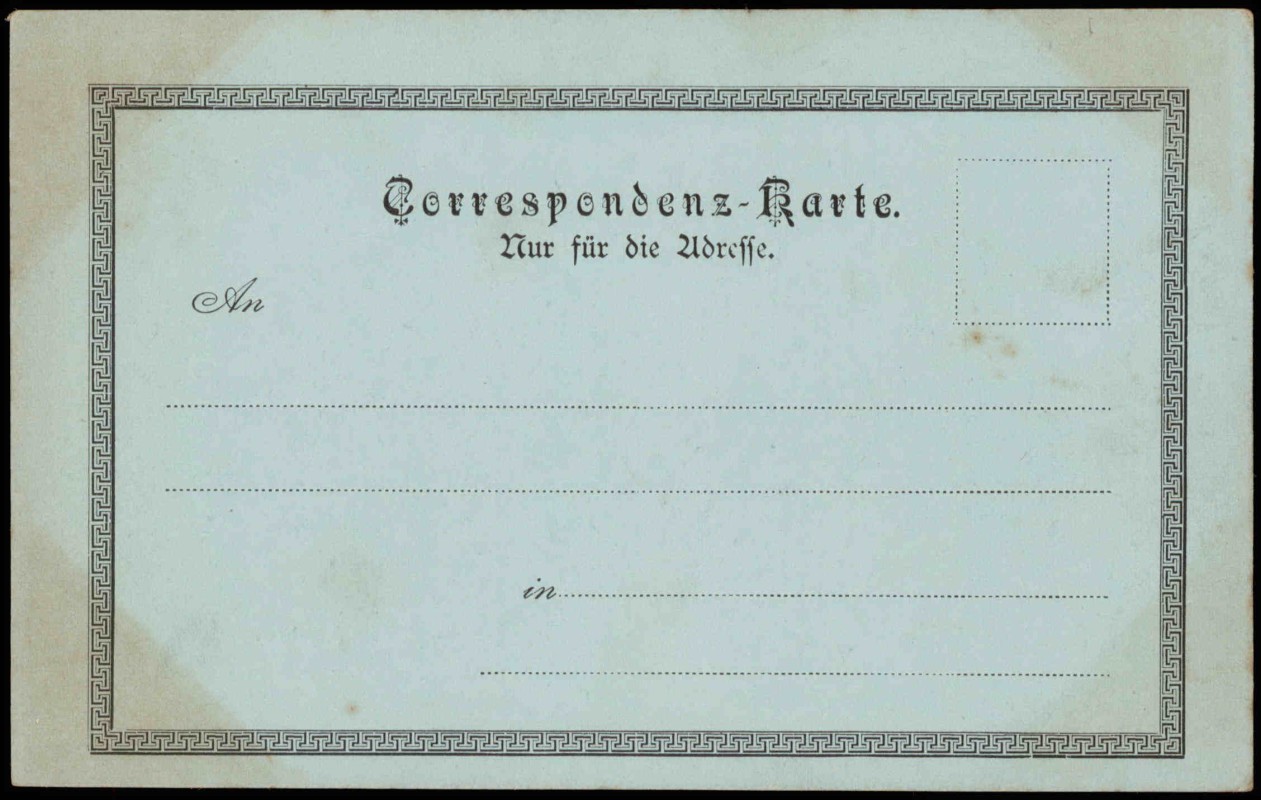 Correspondenz-Karte.
Nur für die Adresse.
An
in